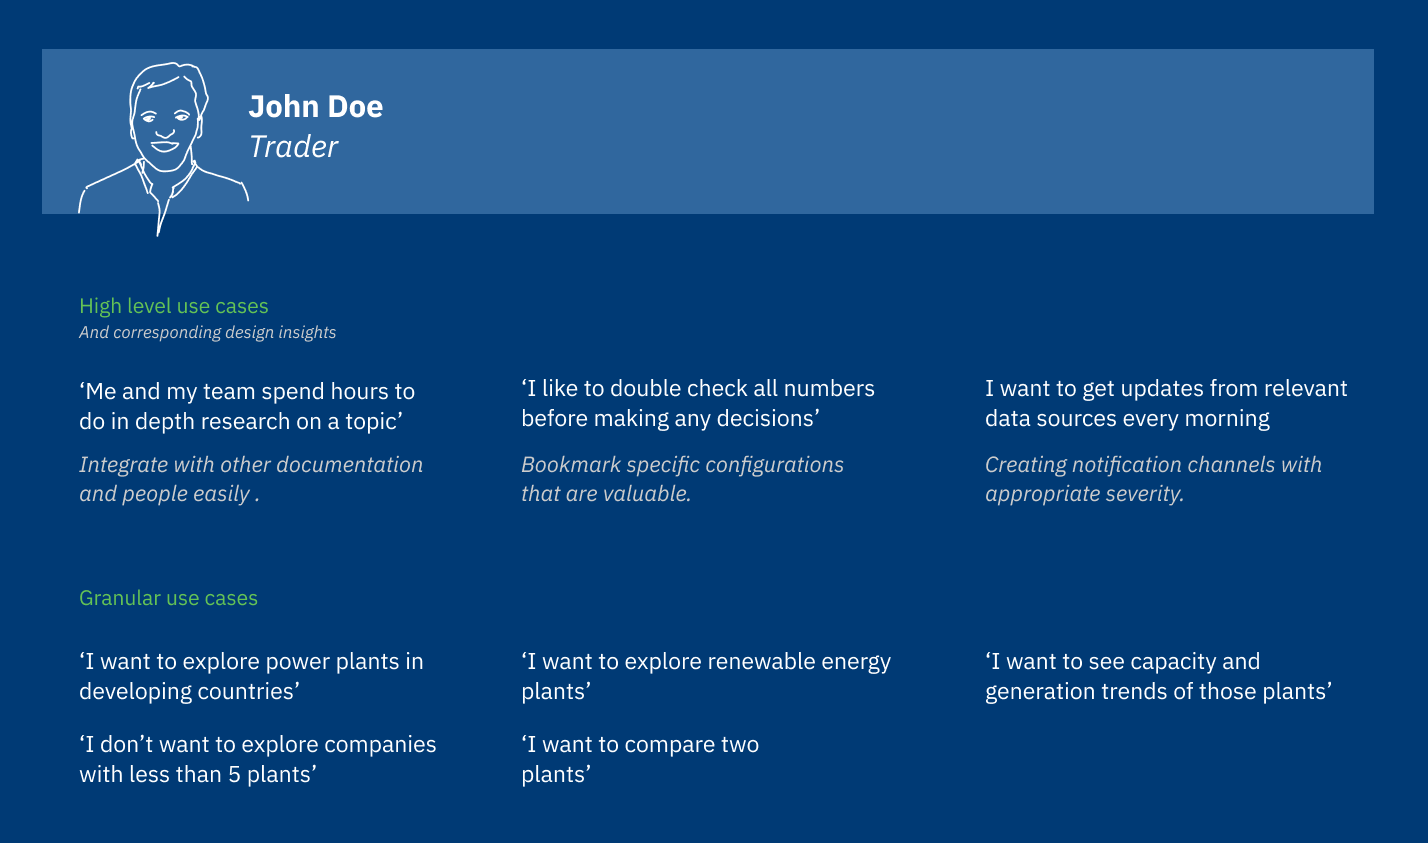 John Doe
Trader
High level use cases
And corresponding design insights
‘Me and my team spend hours to
do in depth research on a topic’
Integrate with other documentation
and people easily .
‘I like to double check all numbers
before making any decisions’
Bookmark specific configurations
that are valuable.
I want to get updates from relevant
data sources every morning
Creating notification channels with
appropriate severity.
Granular use cases
‘I want to explore power plants in
developing countries’
‘I want to explore renewable energy
plants’
‘I want to see capacity and
generation trends of those plants’
‘I don’t want to explore companies
with less than 5 plants’
‘I want to compare two
plants’